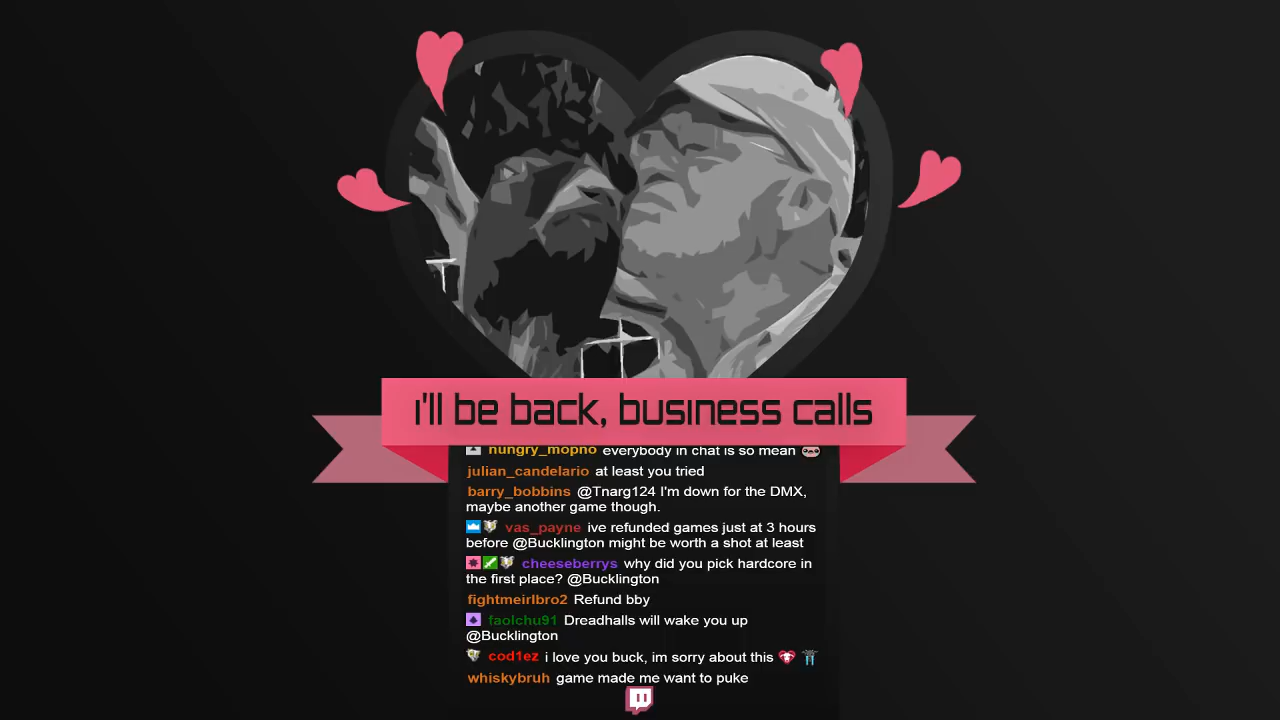 i'll be back, business calls
hungry_mopho everybody in chat is so mean
julian_candelario at least you tried
barry_bobbins @Tnarg124 I'm down for the DMX,
maybe another game though.
vas_payne ive refunded games just at 3 hours
before @Bucklington might be worth a shot at least
cheeseberrys why did you pick hardcore in
the first place? @Bucklington
fightmeirlbro2 Refund bby
faolchu91 Dreadhalls will wake you up
@Bucklington
cod1ez i love you buck, im sorry about this
whiskybruh game made me want to puke